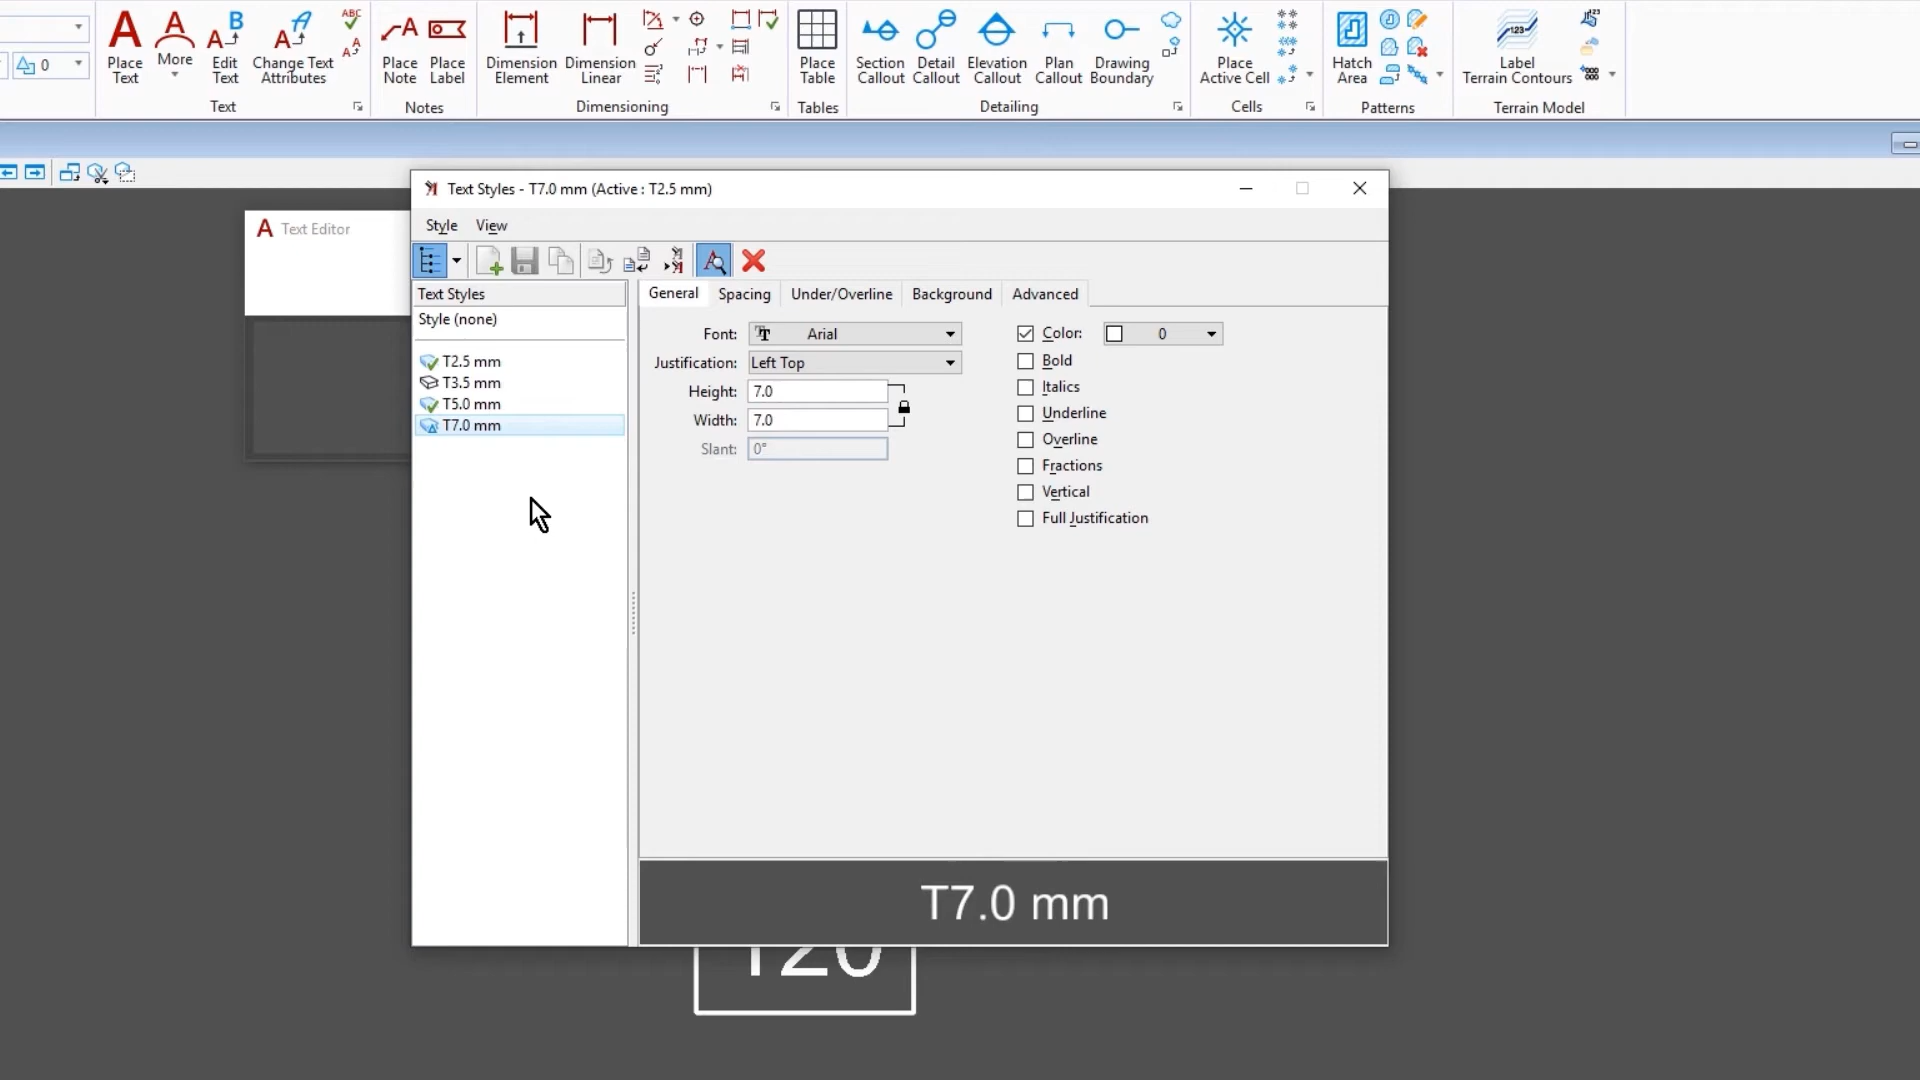 0
Place
Text
More
Edit
Text
Change Text
Attributes
ABC
Text
Place
Note
Place
Label
Notes
Dimension
Element
Dimension
Linear
Dimensioning
Place
Table
Tables
Section
Callout
Detail
Callout
Elevation
Callout
Plan
Callout
Drawing
Boundary
Detailing
Place
Active Cell
Cells
Hatch
Area
Patterns
Label
Terrain Contours
Terrain Model
Text Editor
Text Styles - T7.0 mm (Active : T2.5 mm)
Style View
Text Styles
Style (none)
T2.5 mm
T3.5 mm
T5.0 mm
T7.0 mm
General Spacing Under/Overline Background Advanced
Font: Arial
Justification: Left Top
Height: 7.0
Width: 7.0
Slant: 0°
Color: 0
Bold
Italics
Underline
Overline
Fractions
Vertical
Full Justification
T7.0 mm